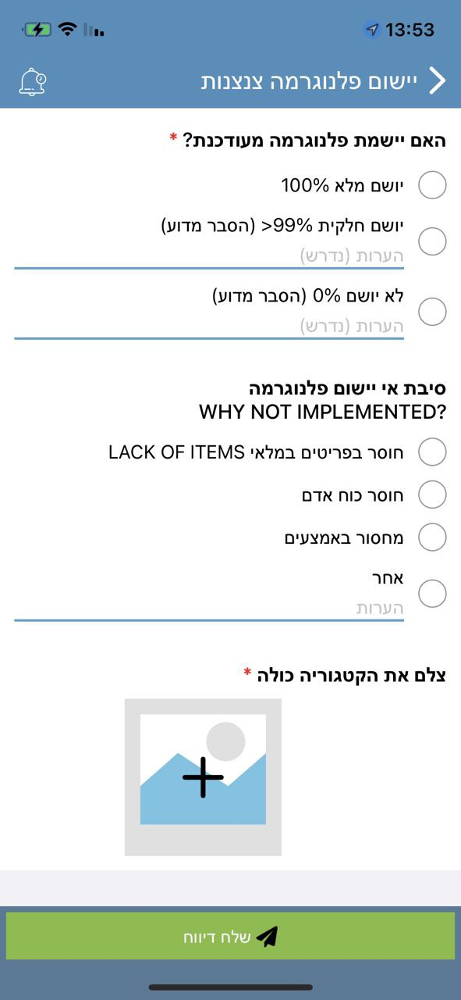 13:53
יישום פלנוגרמה צנצנות
האם יישמת פלנוגרמה מעודכנת? *
יושם מלא 100%
יושם חלקית 99%> (הסבר מדוע)
הערות (נדרש)
לא יושם 0% (הסבר מדוע)
הערות (נדרש)
סיבת אי יישום פלנוגרמה
WHY NOT IMPLEMENTED?
חוסר בפריטים במלאי LACK OF ITEMS
חוסר כוח אדם
מחסור באמצעים
אחר
הערות
צלם את הקטגוריה כולה *
שלח דיווח